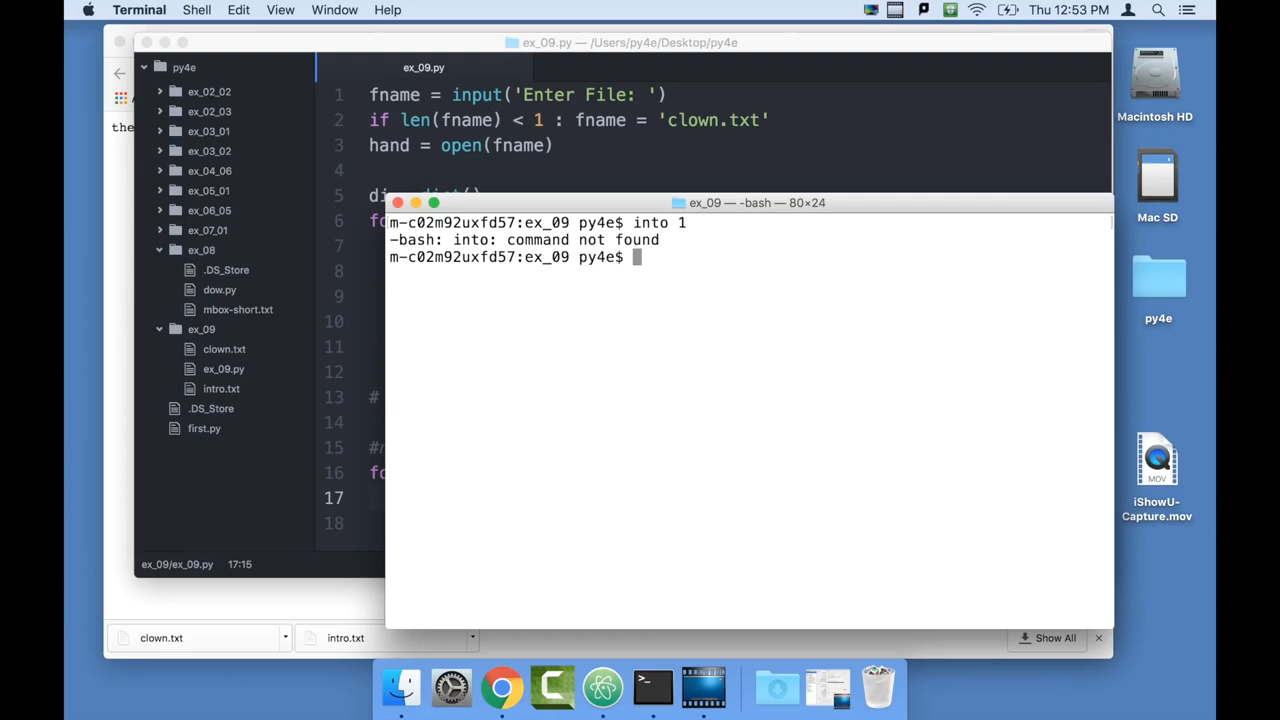 Terminal Shell Edit View Window Help Thu 12:53 PM
ex_09.py — /Users/py4e/Desktop/py4e
py4e
ex_02_02
ex_02_03
ex_03_01
ex_03_02
ex_04_06
ex_05_01
ex_06_05
ex_07_01
ex_08
.DS_Store
dow.py
mbox-short.txt
ex_09
clown.txt
ex_09.py
intro.txt
.DS_Store
first.py
ex_09/ex_09.py 17:15
the
ex_09.py
1 fname = input('Enter File: ')
2 if len(fname) < 1 : fname = 'clown.txt'
3 hand = open(fname)
4
5
6
7
8
9
10
11
12
13 #
14
15
16
17
18
ex_09 — -bash — 80×24
m-c02m92uxfd57:ex_09 py4e$ into 1
-bash: into: command not found
m-c02m92uxfd57:ex_09 py4e$
clown.txt
intro.txt
Show All
Macintosh HD
Mac SD
py4e
MOV
iShowU-
Capture.mov